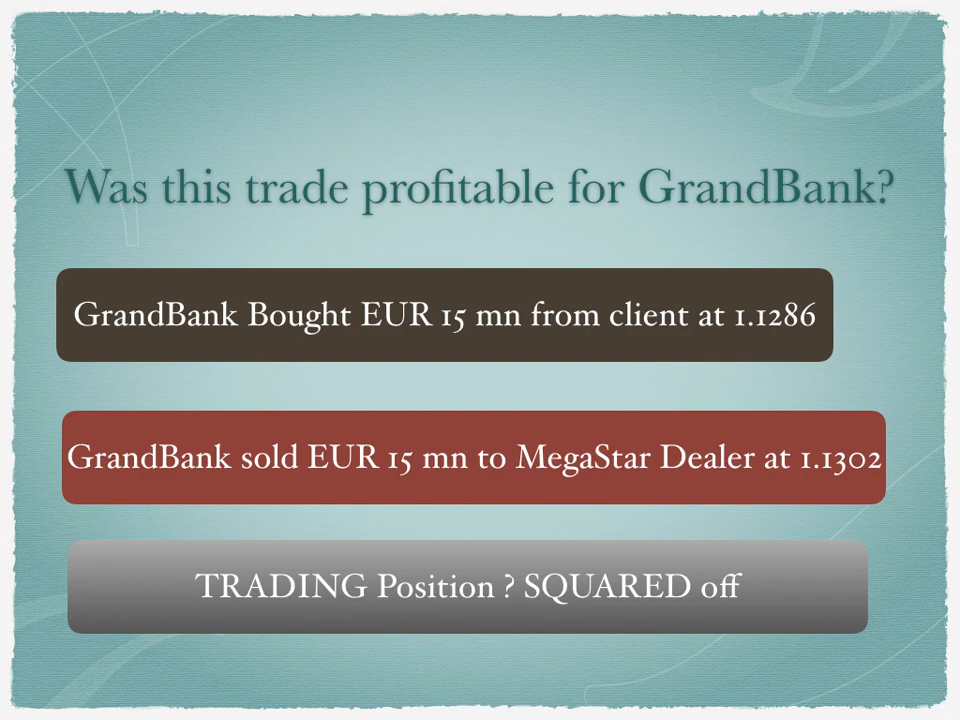 Was this trade profitable for GrandBank?
GrandBank Bought EUR 15 mn from client at 1.1286
GrandBank sold EUR 15 mn to MegaStar Dealer at 1.1302
TRADING Position ? SQUARED off